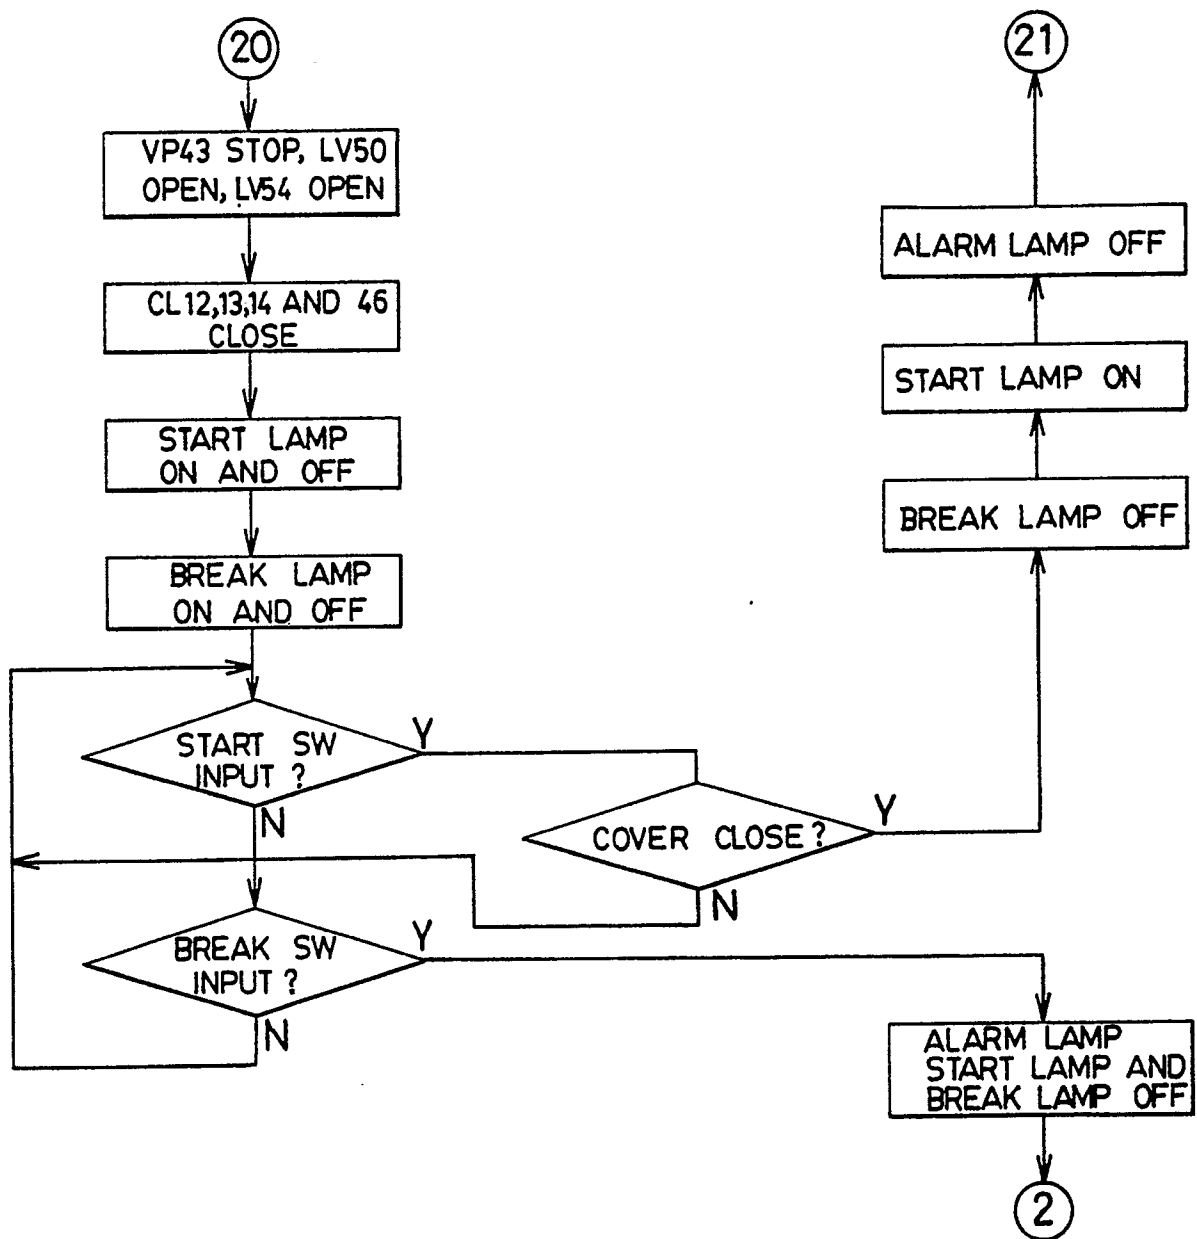 20
VP43 STOP, LV50
OPEN, LV54 OPEN
CL12,13,14 AND 46
CLOSE
START LAMP
ON AND OFF
BREAK LAMP
ON AND OFF
START SW
INPUT ?
Y
N
COVER CLOSE ?
Y
N
BREAK SW
INPUT ?
Y
N
21
ALARM LAMP OFF
START LAMP ON
BREAK LAMP OFF
ALARM LAMP
START LAMP AND
BREAK LAMP OFF
2